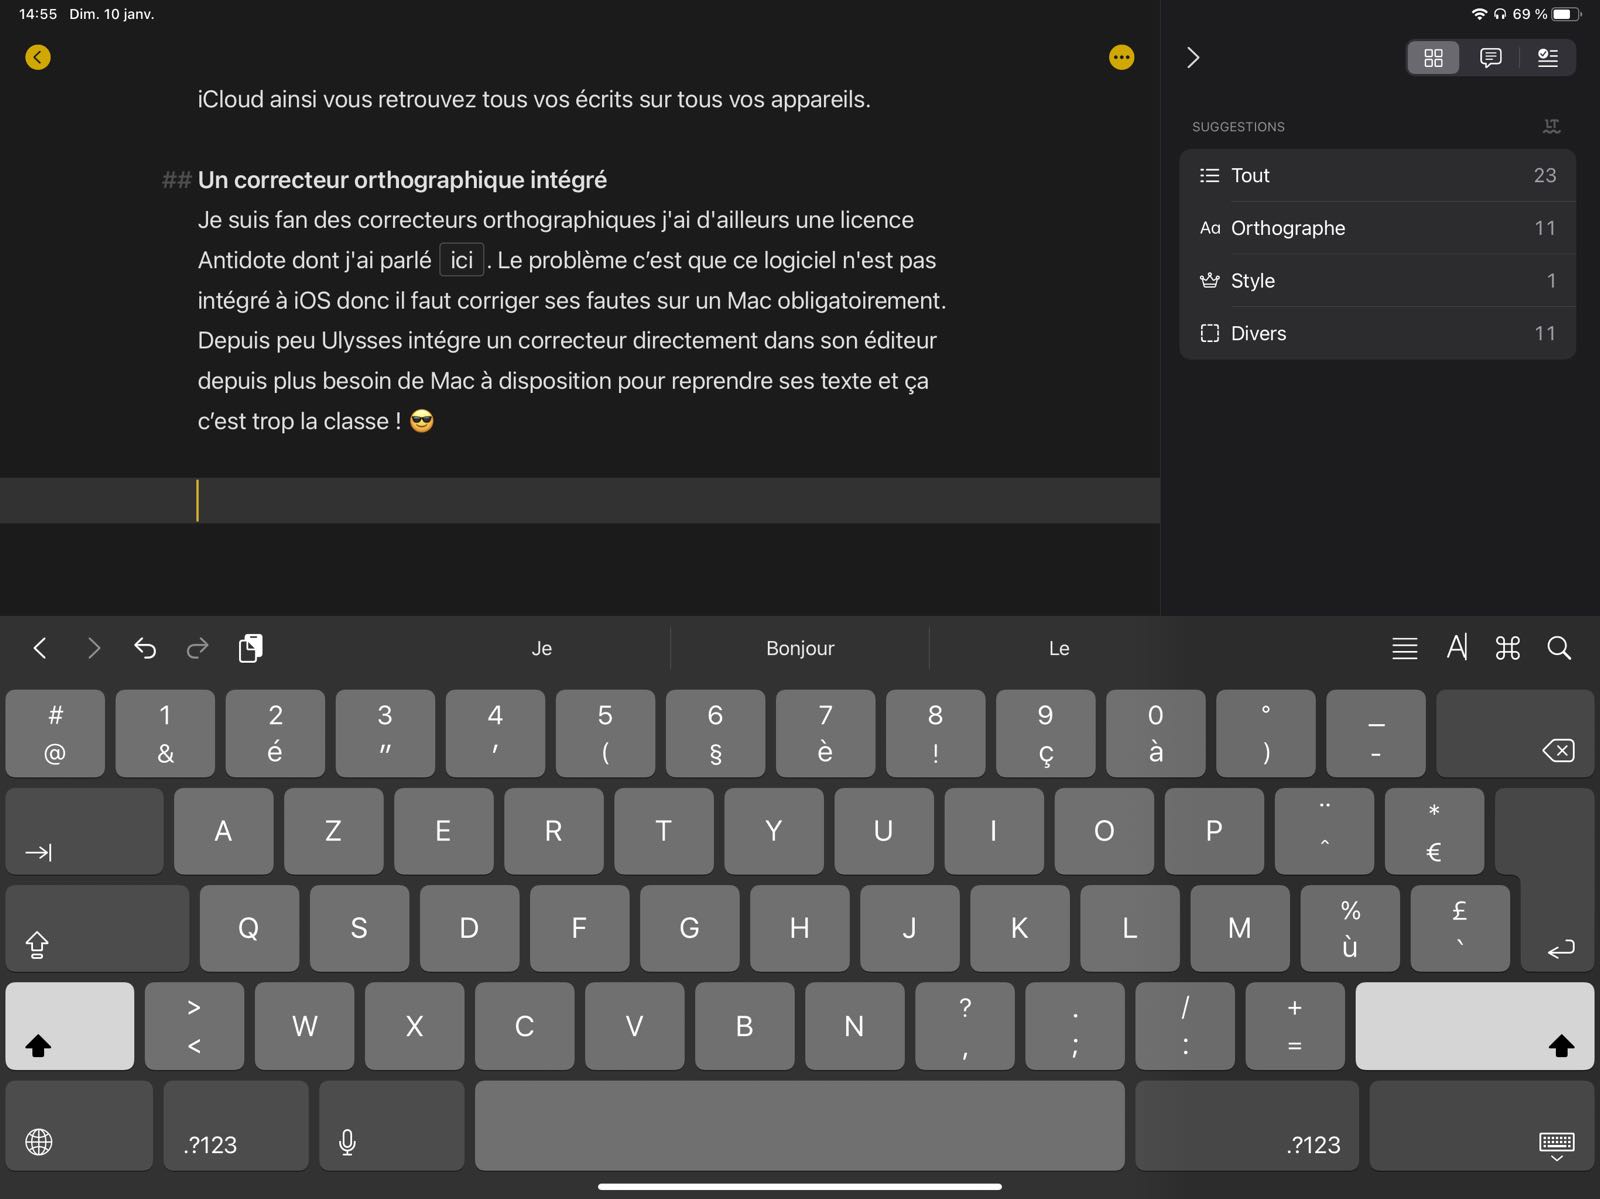 14:55 Dim. 10 janv.
69 %
iCloud ainsi vous retrouvez tous vos écrits sur tous vos appareils.
## Un correcteur orthographique intégré
Je suis fan des correcteurs orthographiques j'ai d'ailleurs une licence
Antidote dont j'ai parlé ici . Le problème c’est que ce logiciel n'est pas
intégré à iOS donc il faut corriger ses fautes sur un Mac obligatoirement.
Depuis peu Ulysses intégre un correcteur directement dans son éditeur
depuis plus besoin de Mac à disposition pour reprendre ses texte et ça
c’est trop la classe ! 😎
SUGGESTIONS LT
Tout 23
Aa Orthographe 11
Style 1
Divers 11
Je Bonjour Le
A
# 1 2 3 4 5 6 7 8 9 0 ° _
@ & é " ' ( § è ! ç à ) -
A Z E R T Y U I O P ¨ *
^ €
Q S D F G H J K L M % £
ù `
> W X C V B N ? . / +
< , ; : =
.?123 .?123